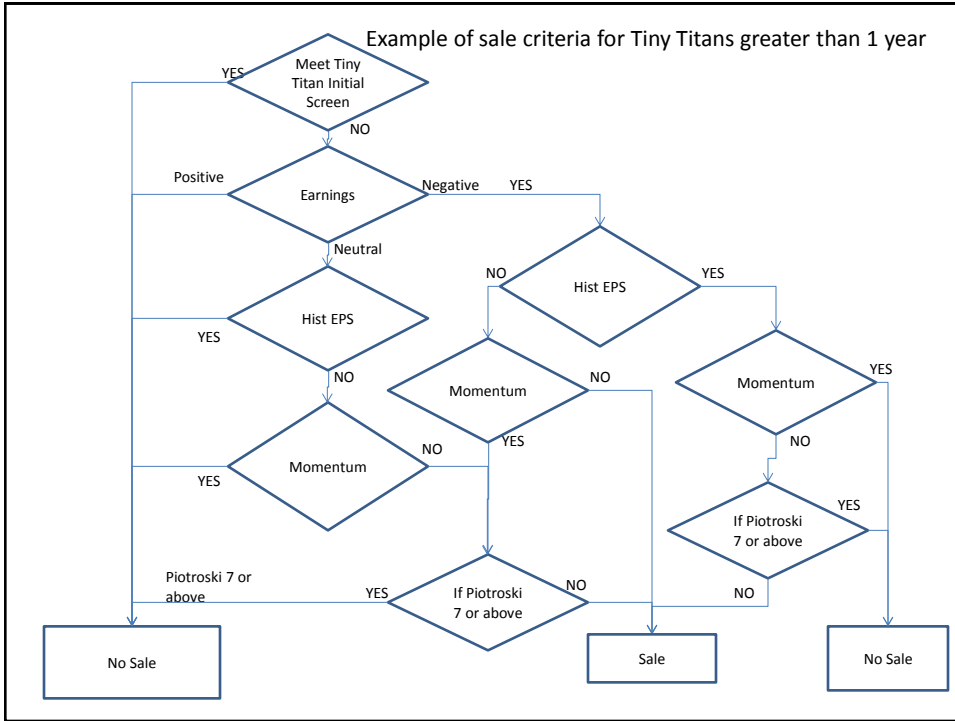 Example of sale criteria for Tiny Titans greater than 1 year
Meet Tiny
Titan Initial
Screen
YES
NO
Positive
Earnings
Negative
YES
Neutral
NO
Hist EPS
YES
Hist EPS
YES
NO
Momentum
NO
Momentum
YES
YES
NO
Momentum
NO
YES
If Piotroski
7 or above
YES
NO
Piotroski 7 or
above
YES
If Piotroski
7 or above
NO
No Sale
Sale
No Sale